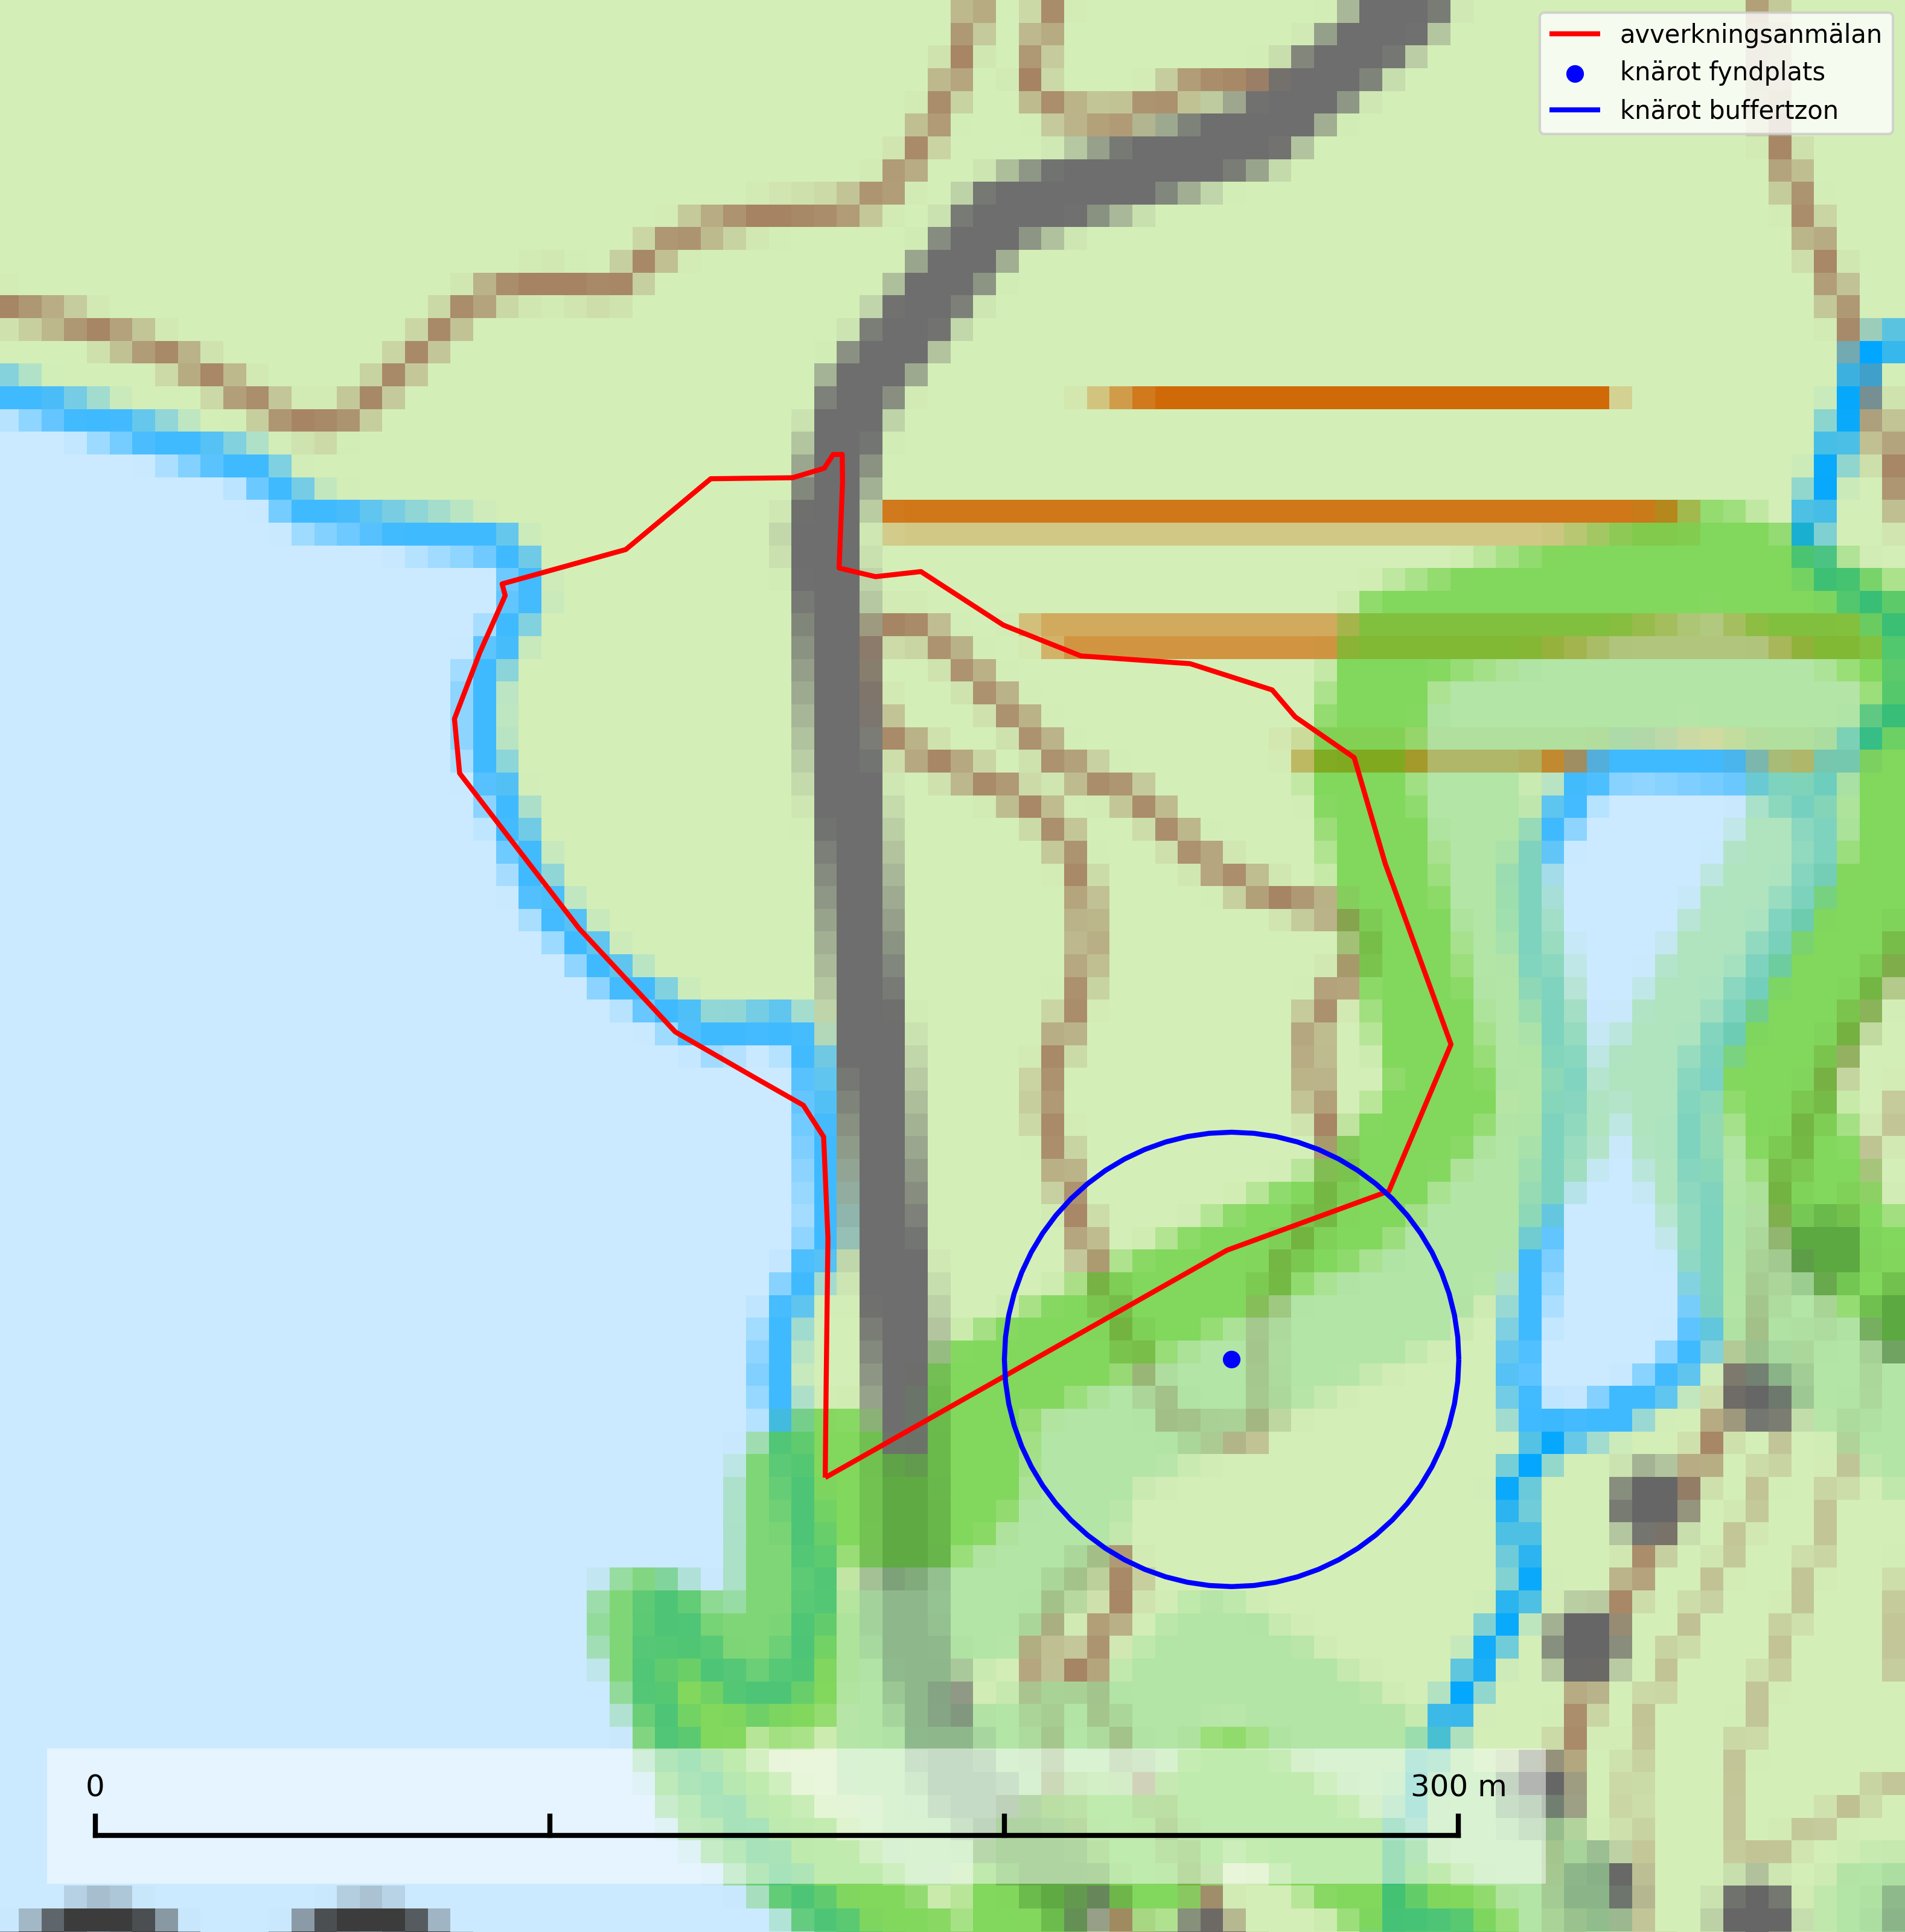 avverkningsanmälan
knärot fyndplats
knärot buffertzon
0
300 m